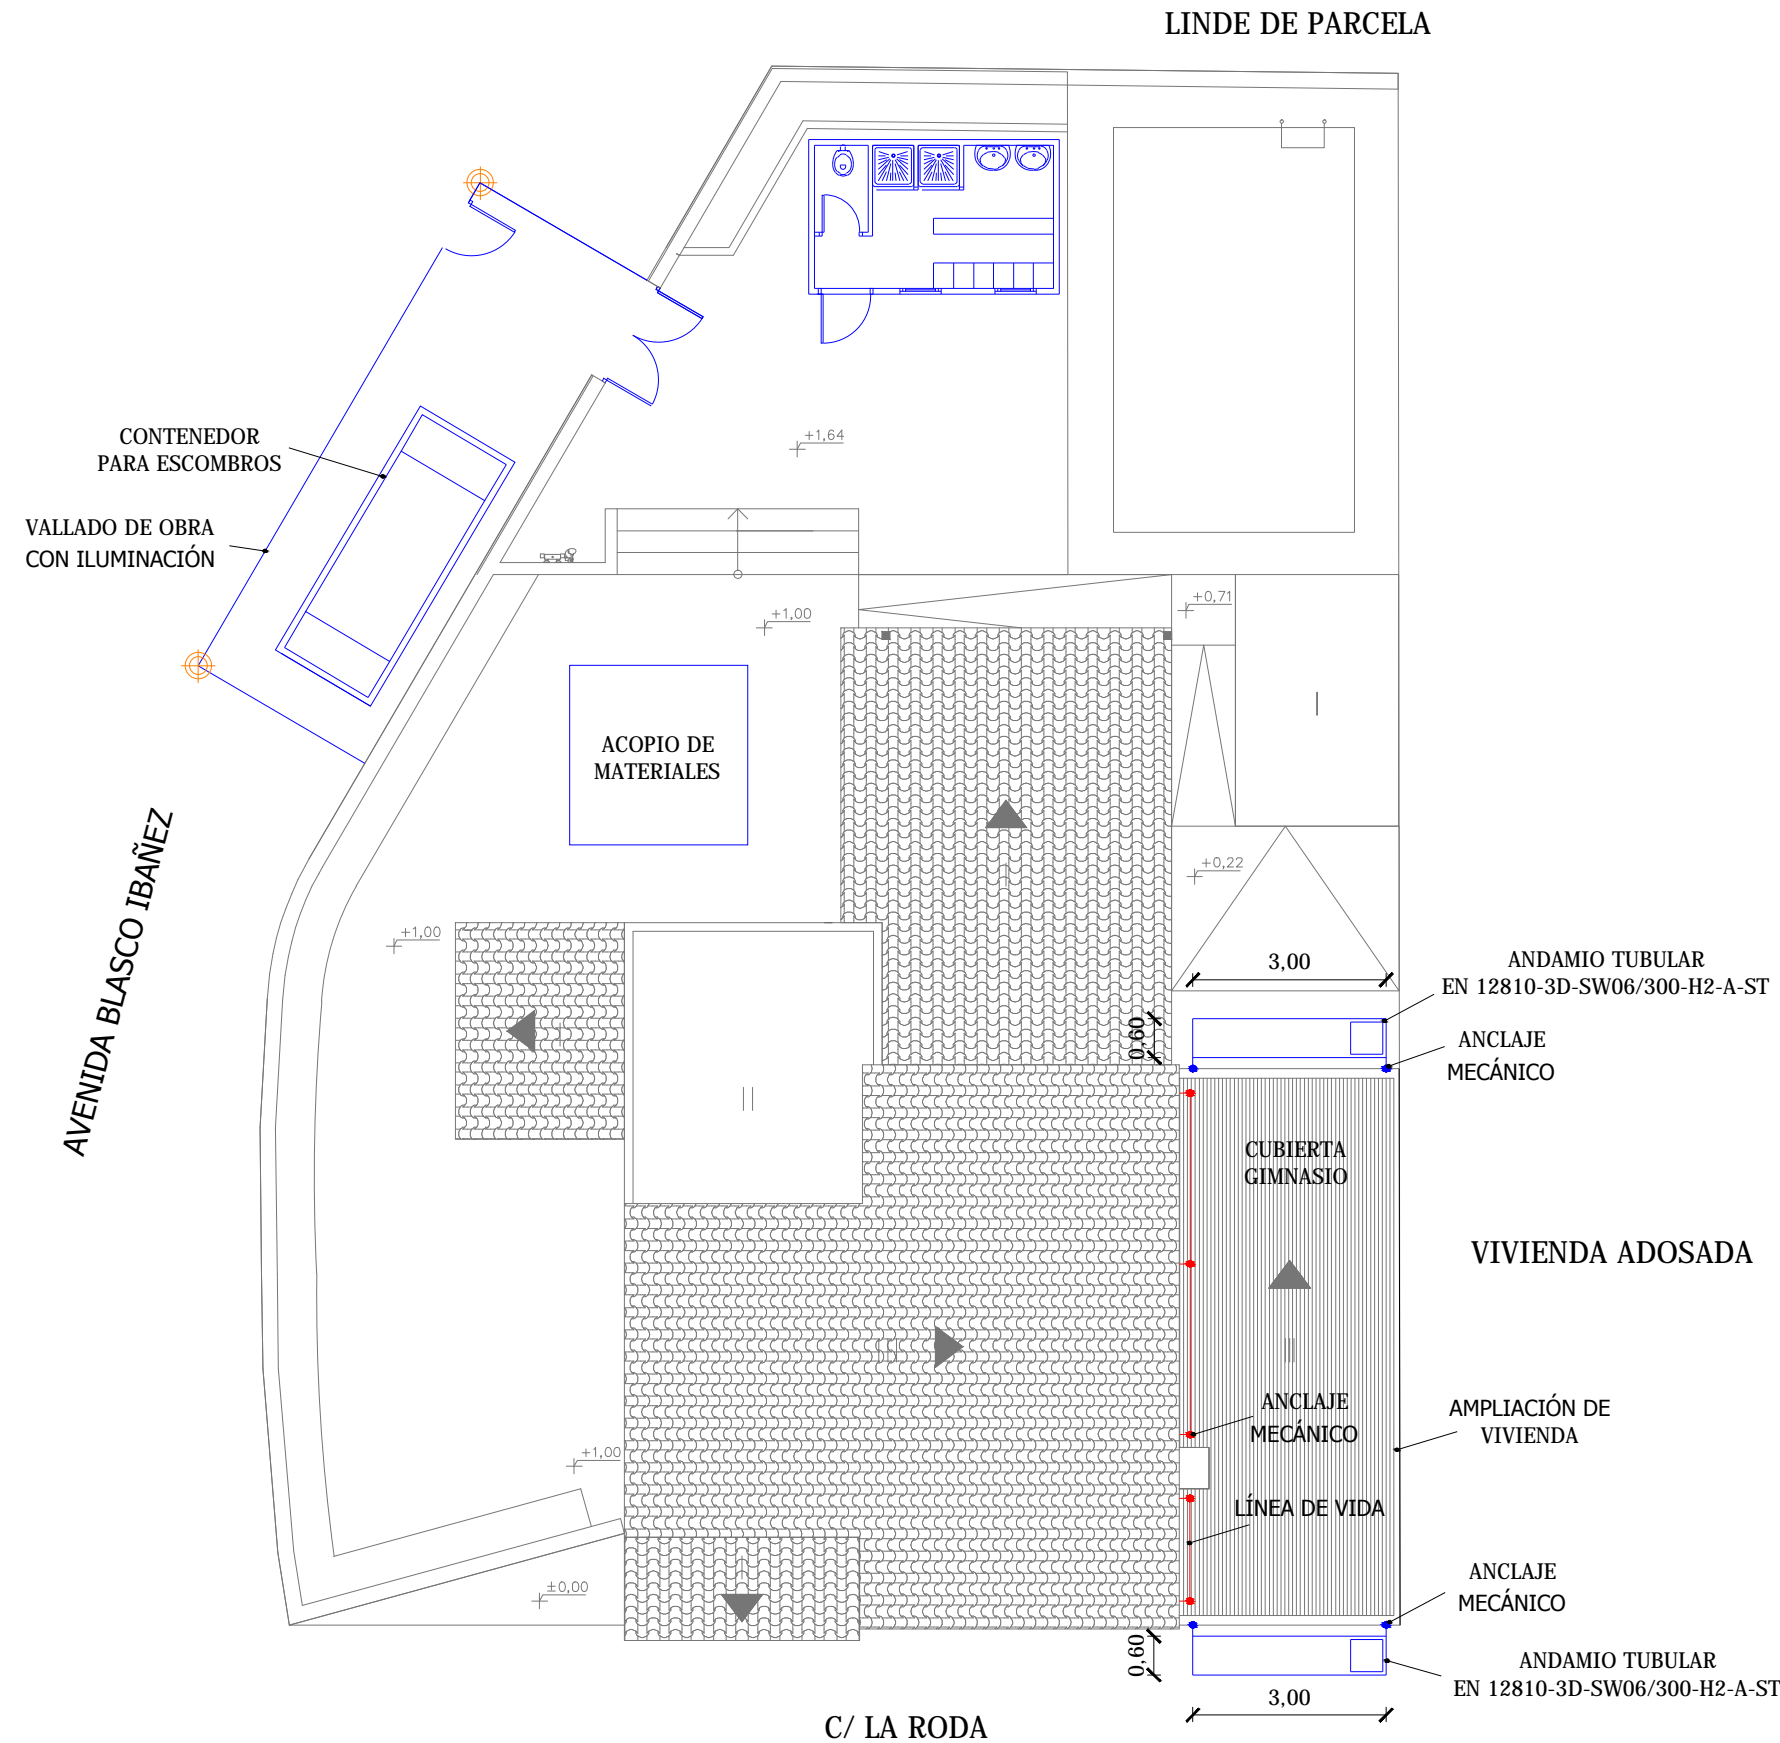 LINDE DE PARCELA
CONTENEDOR
PARA ESCOMBROS
+1,64
VALLADO DE OBRA
CON ILUMINACIÓN
+0,71
+1,00
ACOPIO DE
MATERIALES
AVENIDA BLASCO IBAÑEZ
+0,22
+1,00
3,00
ANDAMIO TUBULAR
EN 12810-3D-SW06/300-H2-A-ST
0,60
ANCLAJE
MECÁNICO
CUBIERTA
GIMNASIO
VIVIENDA ADOSADA
ANCLAJE
MECÁNICO
AMPLIACIÓN DE
VIVIENDA
+1,00
LÍNEA DE VIDA
±0,00
ANCLAJE
MECÁNICO
0,60
ANDAMIO TUBULAR
EN 12810-3D-SW06/300-H2-A-ST
3,00
C/ LA RODA